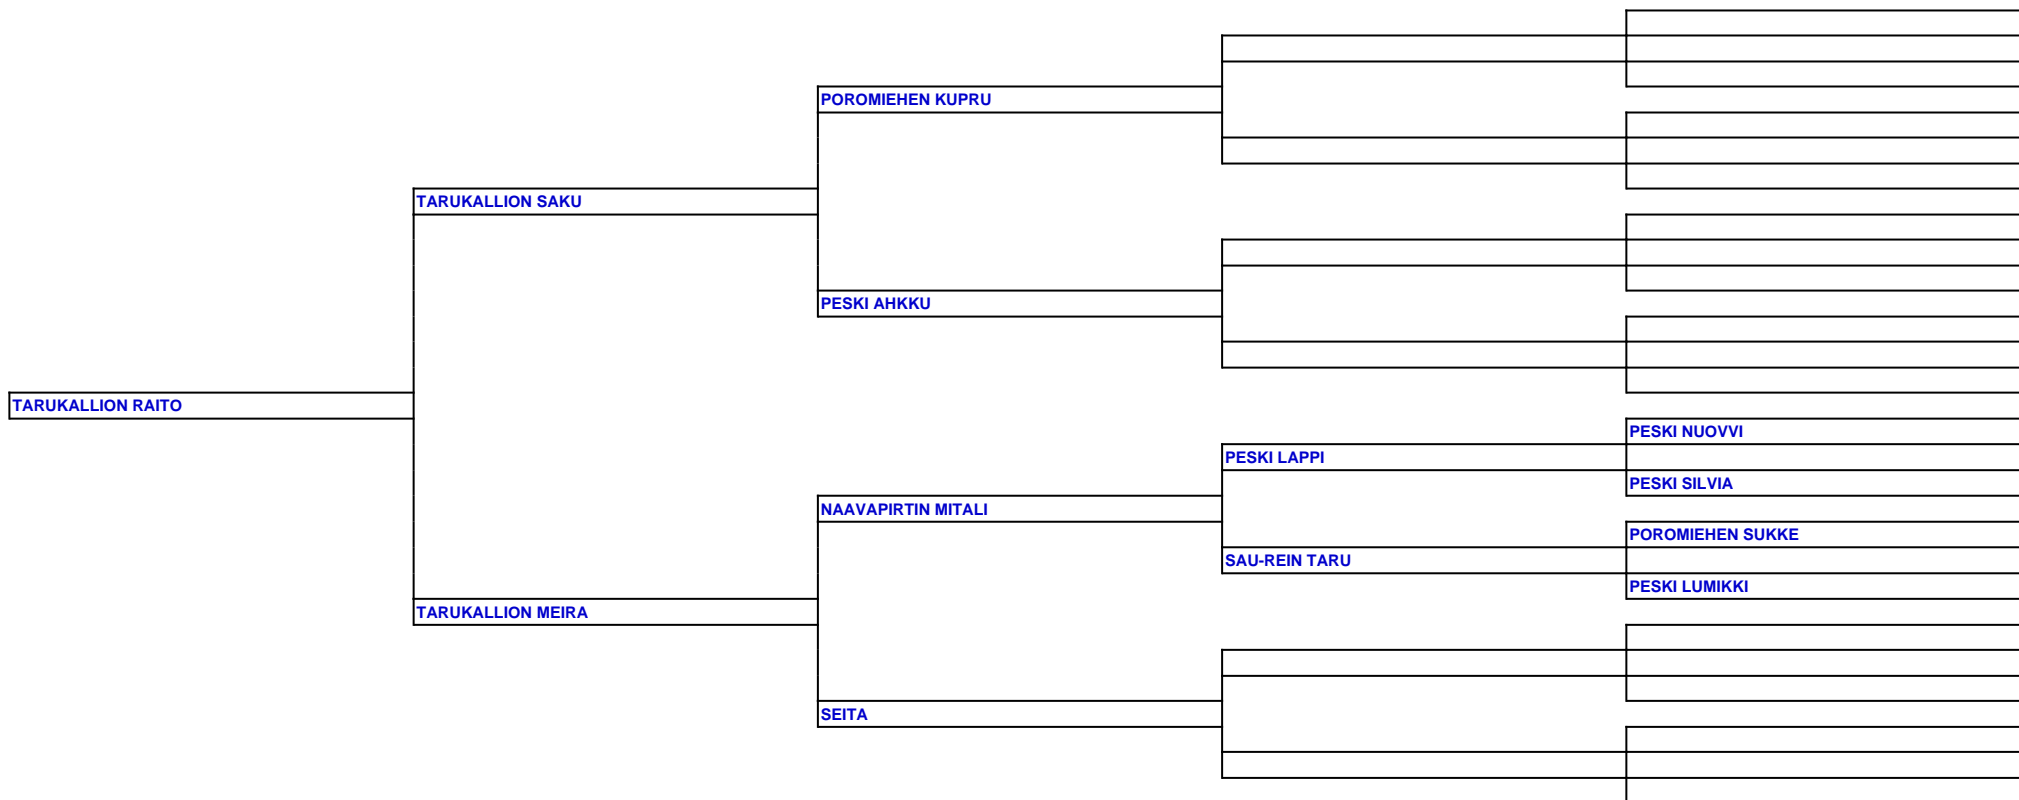 POROMIEHEN KUPRU
TARUKALLION SAKU
PESKI AHKKU
TARUKALLION RAITO
PESKI NUOVVI
PESKI LAPPI
PESKI SILVIA
NAAVAPIRTIN MITALI
POROMIEHEN SUKKE
SAU-REIN TARU
PESKI LUMIKKI
TARUKALLION MEIRA
SEITA